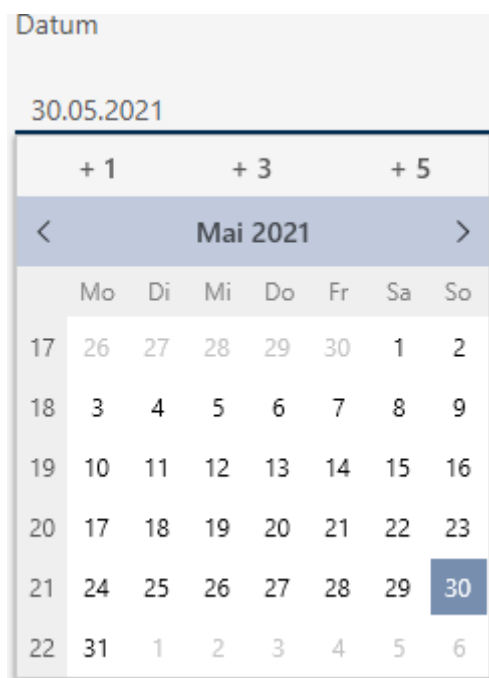 Datum
30.05.2021
+ 1 + 3 + 5
< Mai 2021 >
Mo Di Mi Do Fr Sa So
17 26 27 28 29 30 1 2
18 3 4 5 6 7 8 9
19 10 11 12 13 14 15 16
20 17 18 19 20 21 22 23
21 24 25 26 27 28 29 30
22 31 1 2 3 4 5 6